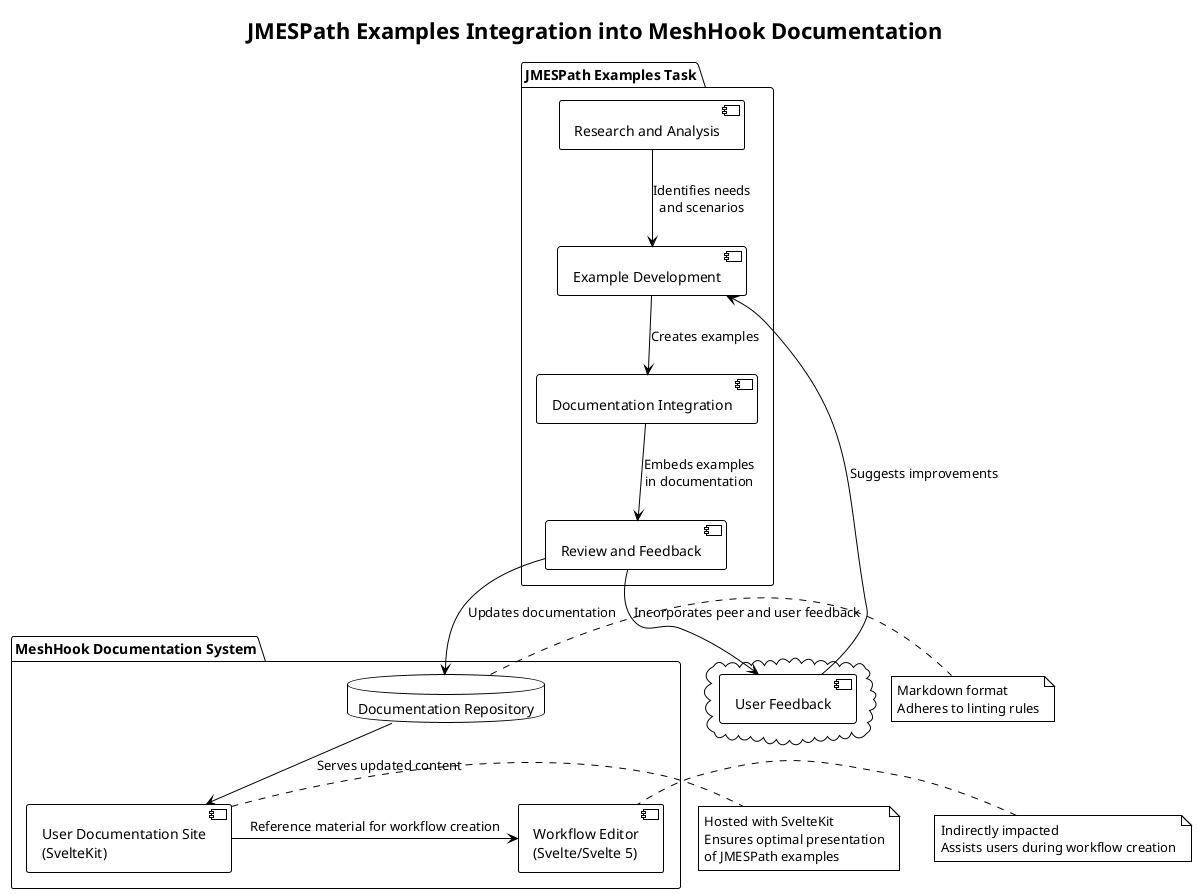 JMESPath Examples Integration into MeshHook Documentation
JMESPath Examples Task
Research and Analysis
Identifies needs
and scenarios
Example Development
Creates examples
Documentation Integration
Suggests improvements
Embeds examples
in documentation
Review and Feedback
Updates documentation
Incorporates peer and user feedback
MeshHook Documentation System
Documentation Repository
User Feedback
Markdown format
Adheres to linting rules
Serves updated content
User Documentation Site
(SvelteKit)
Reference material for workflow creation
Workflow Editor
(Svelte/Svelte 5)
Hosted with SvelteKit
Ensures optimal presentation
of JMESPath examples
Indirectly impacted
Assists users during workflow creation